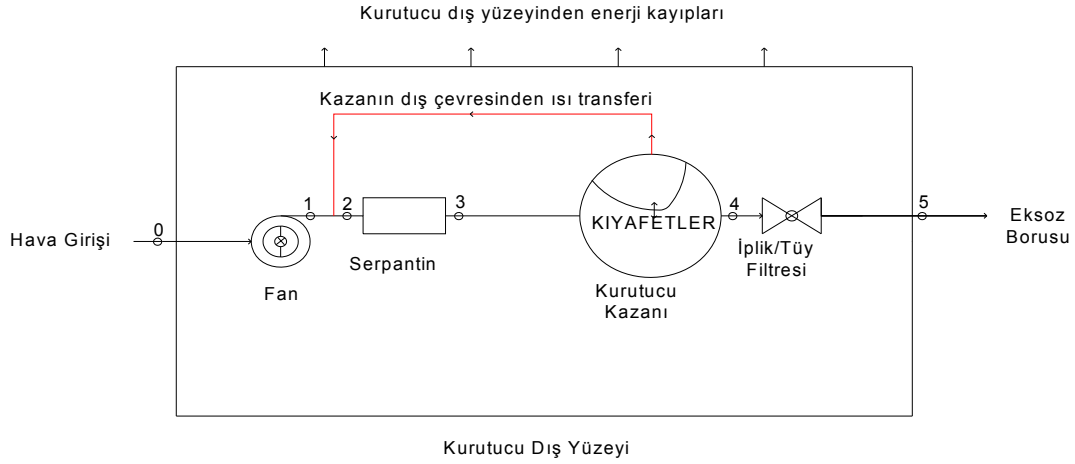 Kurutucu dış yüzeyinden enerji kayıpları
Kazanın dış çevresinden ısı transferi
0
1
2
3
4
5
Hava Girişi
Fan
Serpantin
KIYAFETLER
Kurutucu
Kazanı
İplik/Tüy
Filtresi
Eksoz
Borusu
Kurutucu Dış Yüzeyi